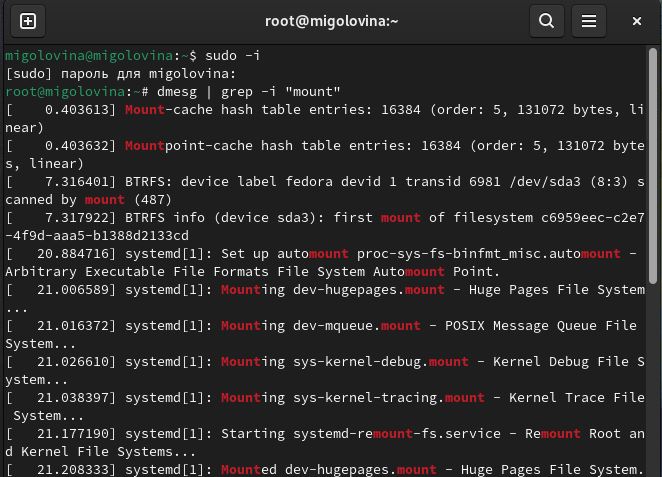 root@migolovina:~
migolovina@migolovina:~$ sudo -i
[sudo] пароль для migolovina:
root@migolovina:~# dmesg | grep -i "mount"
[    0.403613] Mount-cache hash table entries: 16384 (order: 5, 131072 bytes, li
near)
[    0.403632] Mountpoint-cache hash table entries: 16384 (order: 5, 131072 byte
s, linear)
[    7.316401] BTRFS: device label fedora devid 1 transid 6981 /dev/sda3 (8:3) s
canned by mount (487)
[    7.317922] BTRFS info (device sda3): first mount of filesystem c6959eec-c2e7
-4f9d-aaa5-b1388d2133cd
[   20.884716] systemd[1]: Set up automount proc-sys-fs-binfmt_misc.automount -
Arbitrary Executable File Formats File System Automount Point.
[   21.006589] systemd[1]: Mounting dev-hugepages.mount - Huge Pages File System
...
[   21.016372] systemd[1]: Mounting dev-mqueue.mount - POSIX Message Queue File
System...
[   21.026610] systemd[1]: Mounting sys-kernel-debug.mount - Kernel Debug File S
ystem...
[   21.038397] systemd[1]: Mounting sys-kernel-tracing.mount - Kernel Trace File
 System...
[   21.177190] systemd[1]: Starting systemd-remount-fs.service - Remount Root an
d Kernel File Systems...
[   21.208333] systemd[1]: Mounted dev-hugepages.mount - Huge Pages File System.